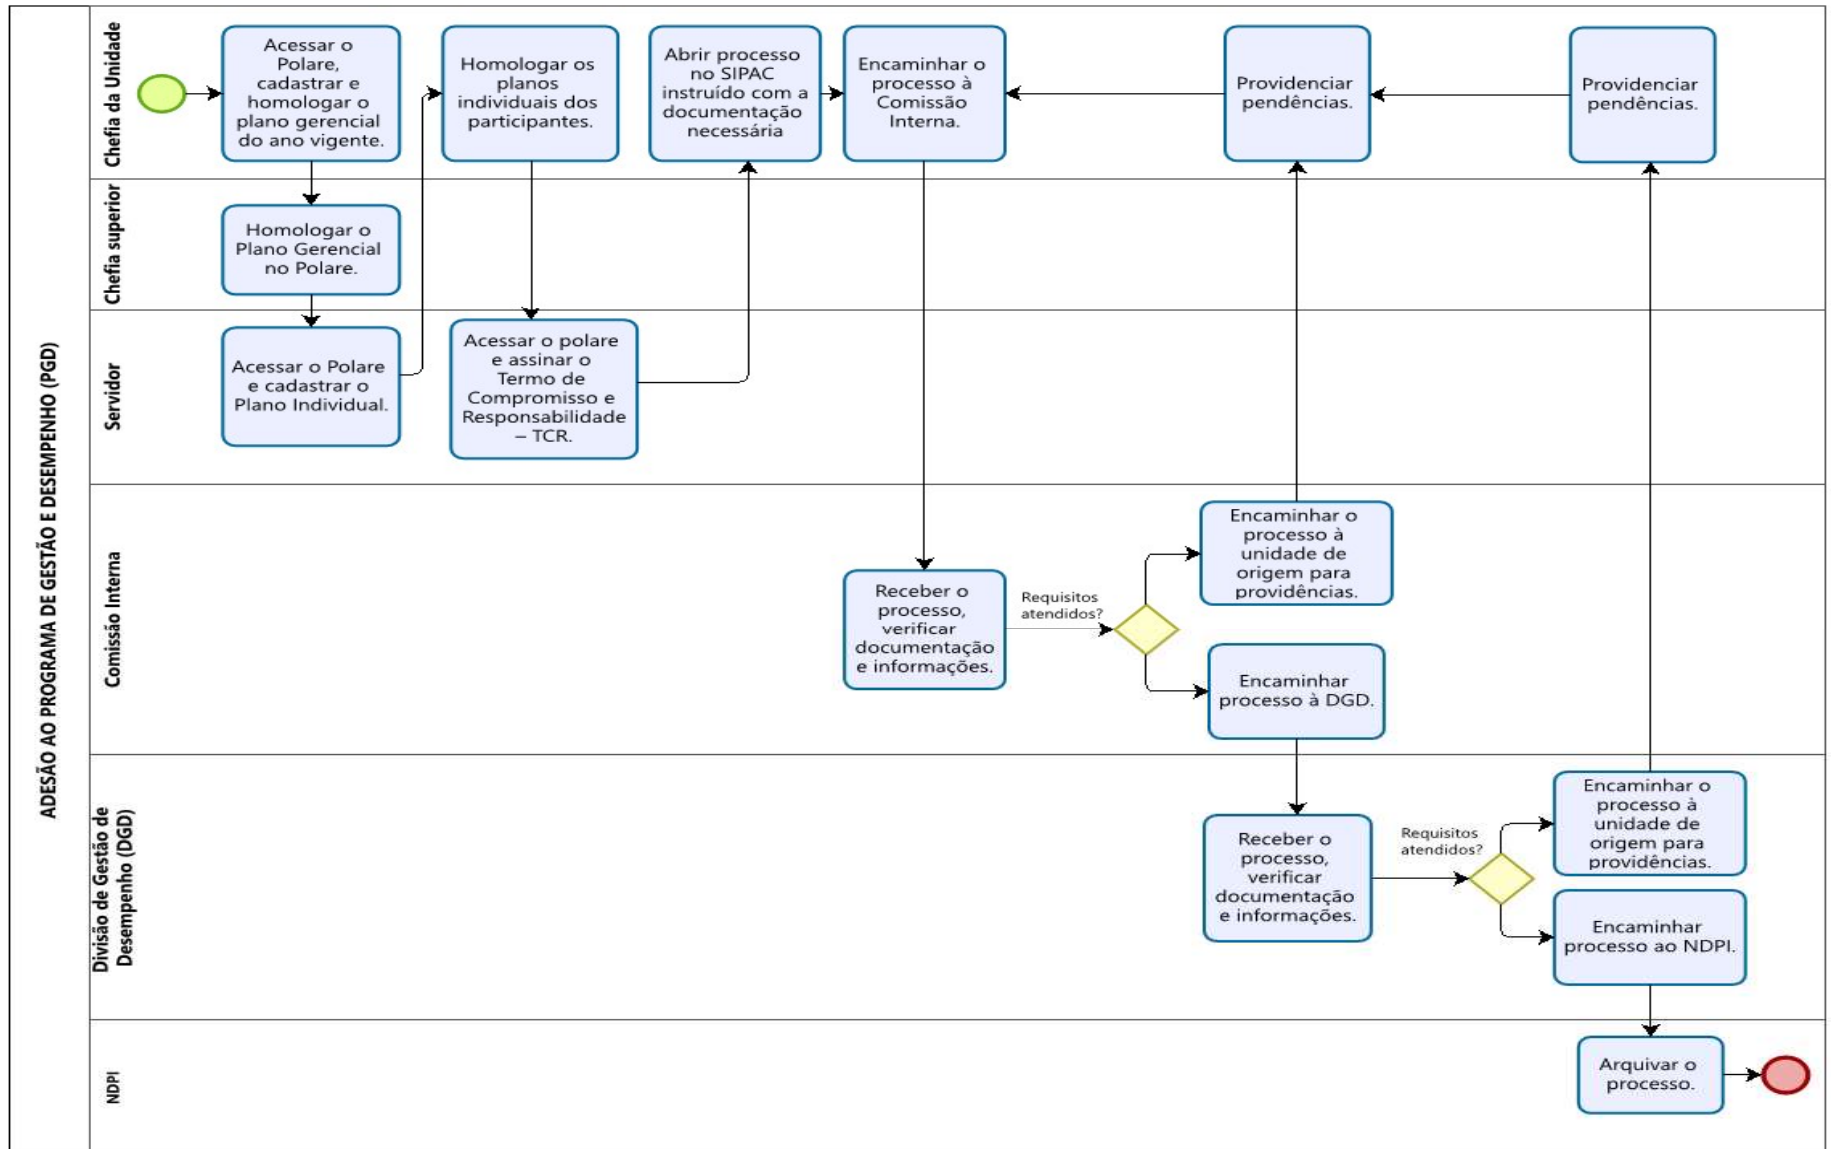 ADESÃO AO PROGRAMA DE GESTÃO E DESEMPENHO (PGD)
Chefia da Unidade
Acessar o
Polare,
cadastrar e
homologar o
plano gerencial
do ano vigente.
Homologar os
planos
individuais dos
participantes.
Abrir processo
no SIPAC
instruído com a
documentação
necessária
Encaminhar o
processo à
Comissão
Interna.
Providenciar
pendências.
Providenciar
pendências.
Chefia superior
Homologar o
Plano Gerencial
no Polare.
Servidor
Acessar o Polare
e cadastrar o
Plano Individual.
Acessar o polare
e assinar o
Termo de
Compromisso e
Responsabilidade
– TCR.
Comissão Interna
Receber o
processo,
verificar
documentação
e informações.
Requisitos
atendidos?
Encaminhar o
processo à
unidade de
origem para
providências.
Encaminhar
processo à DGD.
Divisão de Gestão de
Desempenho (DGD)
Receber o
processo,
verificar
documentação
e informações.
Requisitos
atendidos?
Encaminhar o
processo à
unidade de
origem para
providências.
Encaminhar
processo ao NDPI.
NDPI
Arquivar o
processo.